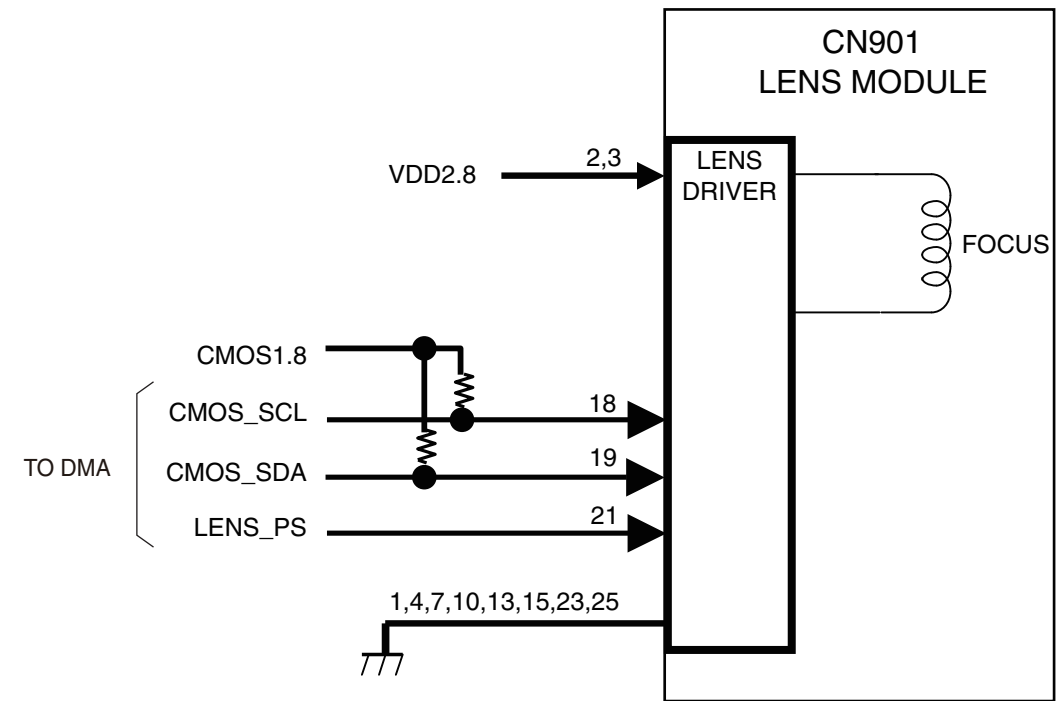 CN901
LENS MODULE
LENS
DRIVER
VDD2.8
2,3
FOCUS
CMOS1.8
CMOS_SCL
18
TO DMA
CMOS_SDA
19
LENS_PS
21
1,4,7,10,13,15,23,25